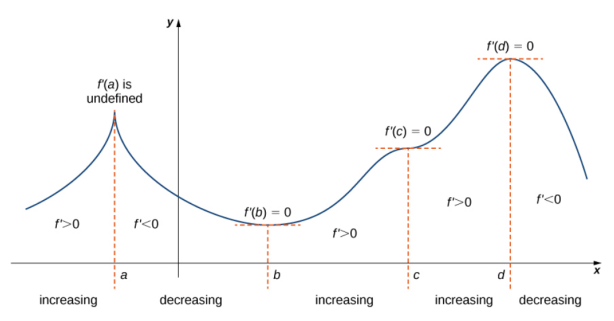 y
f′(d) = 0
f′(a) is
undefined
f′(c) = 0
f′(b) = 0
f′>0
f′<0
f′>0
f′>0
f′<0
a
b
c
d
x
increasing
decreasing
increasing
increasing
decreasing